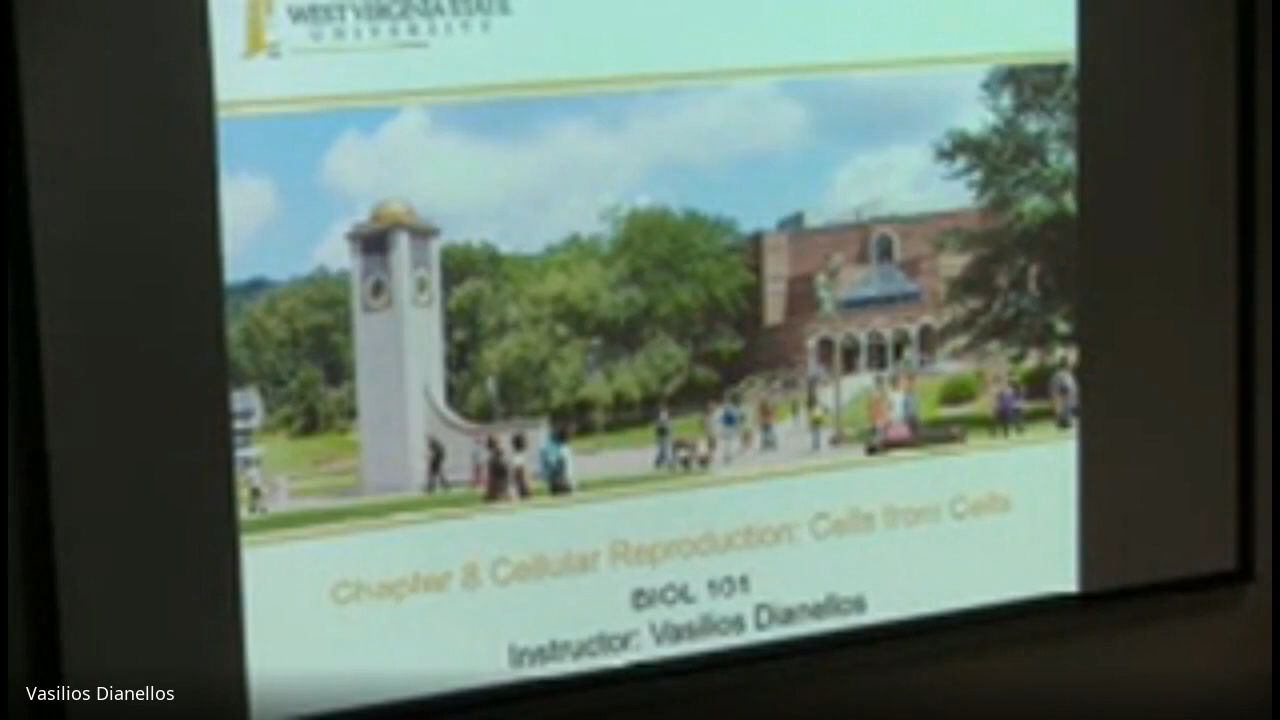 WEST VIRGINIA STATE
UNIVERSITY
Chapter 8 Cellular Reproduction: Cells from Cells
BIOL 101
Instructor: Vasilios Dianellos
Vasilios Dianellos